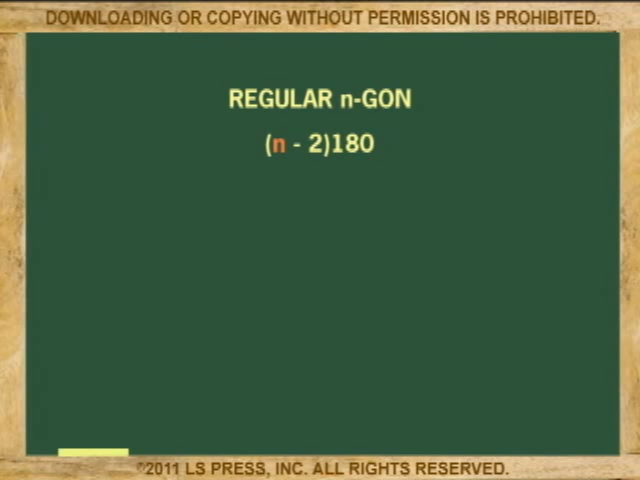 DOWNLOADING OR COPYING WITHOUT PERMISSION IS PROHIBITED.
REGULAR n-GON
(n - 2)180
©2011 LS PRESS, INC. ALL RIGHTS RESERVED.